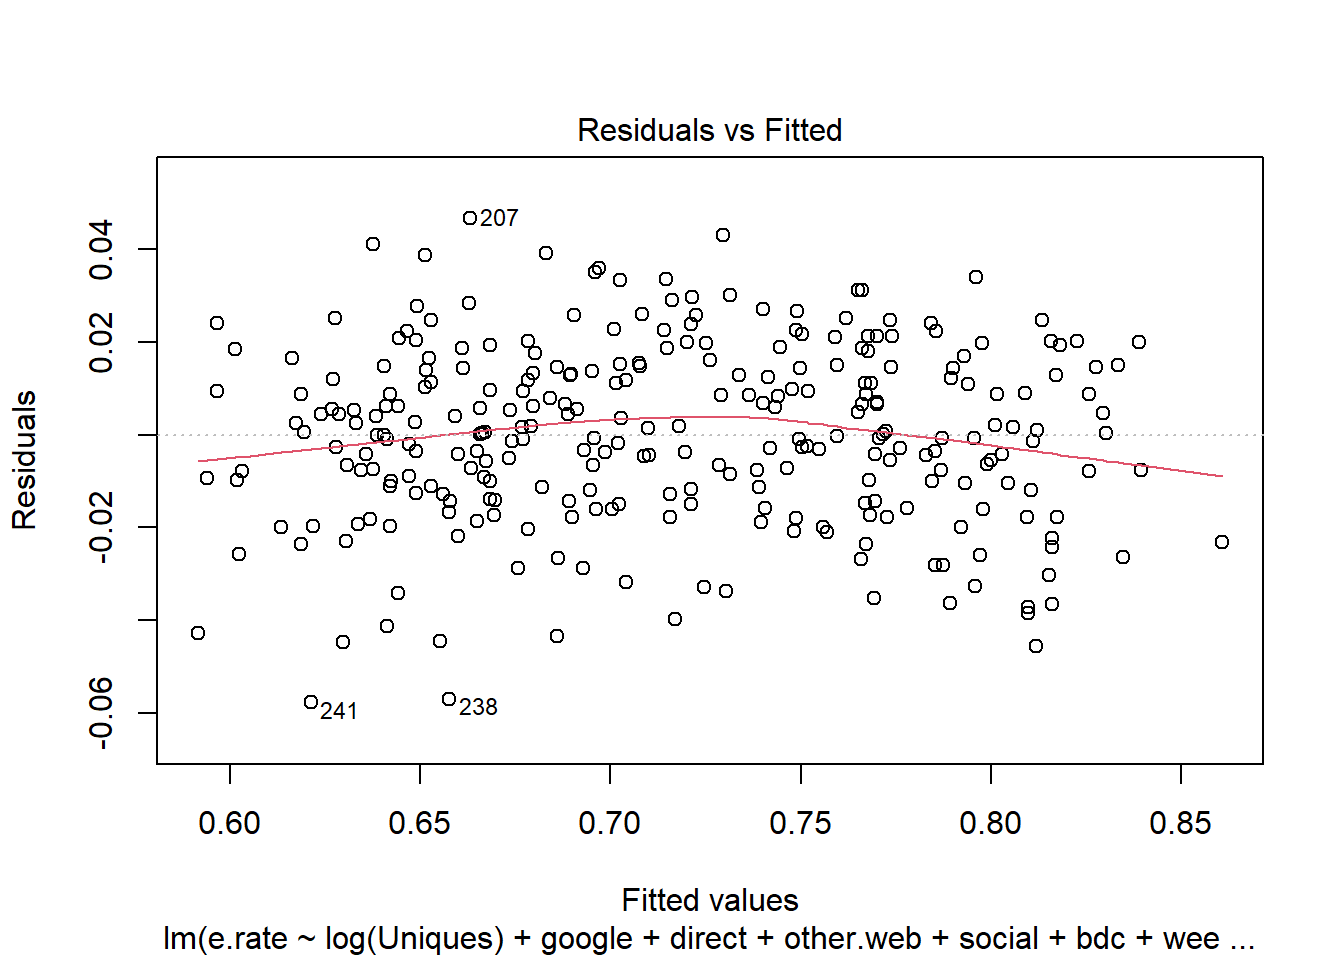 Residuals vs Fitted
Residuals
0.04
0.02
-0.02
-0.06
207
241
238
0.60 0.65 0.70 0.75 0.80 0.85
Fitted values
lm(e.rate ~ log(Uniques) + google + direct + other.web + social + bdc + wee ...